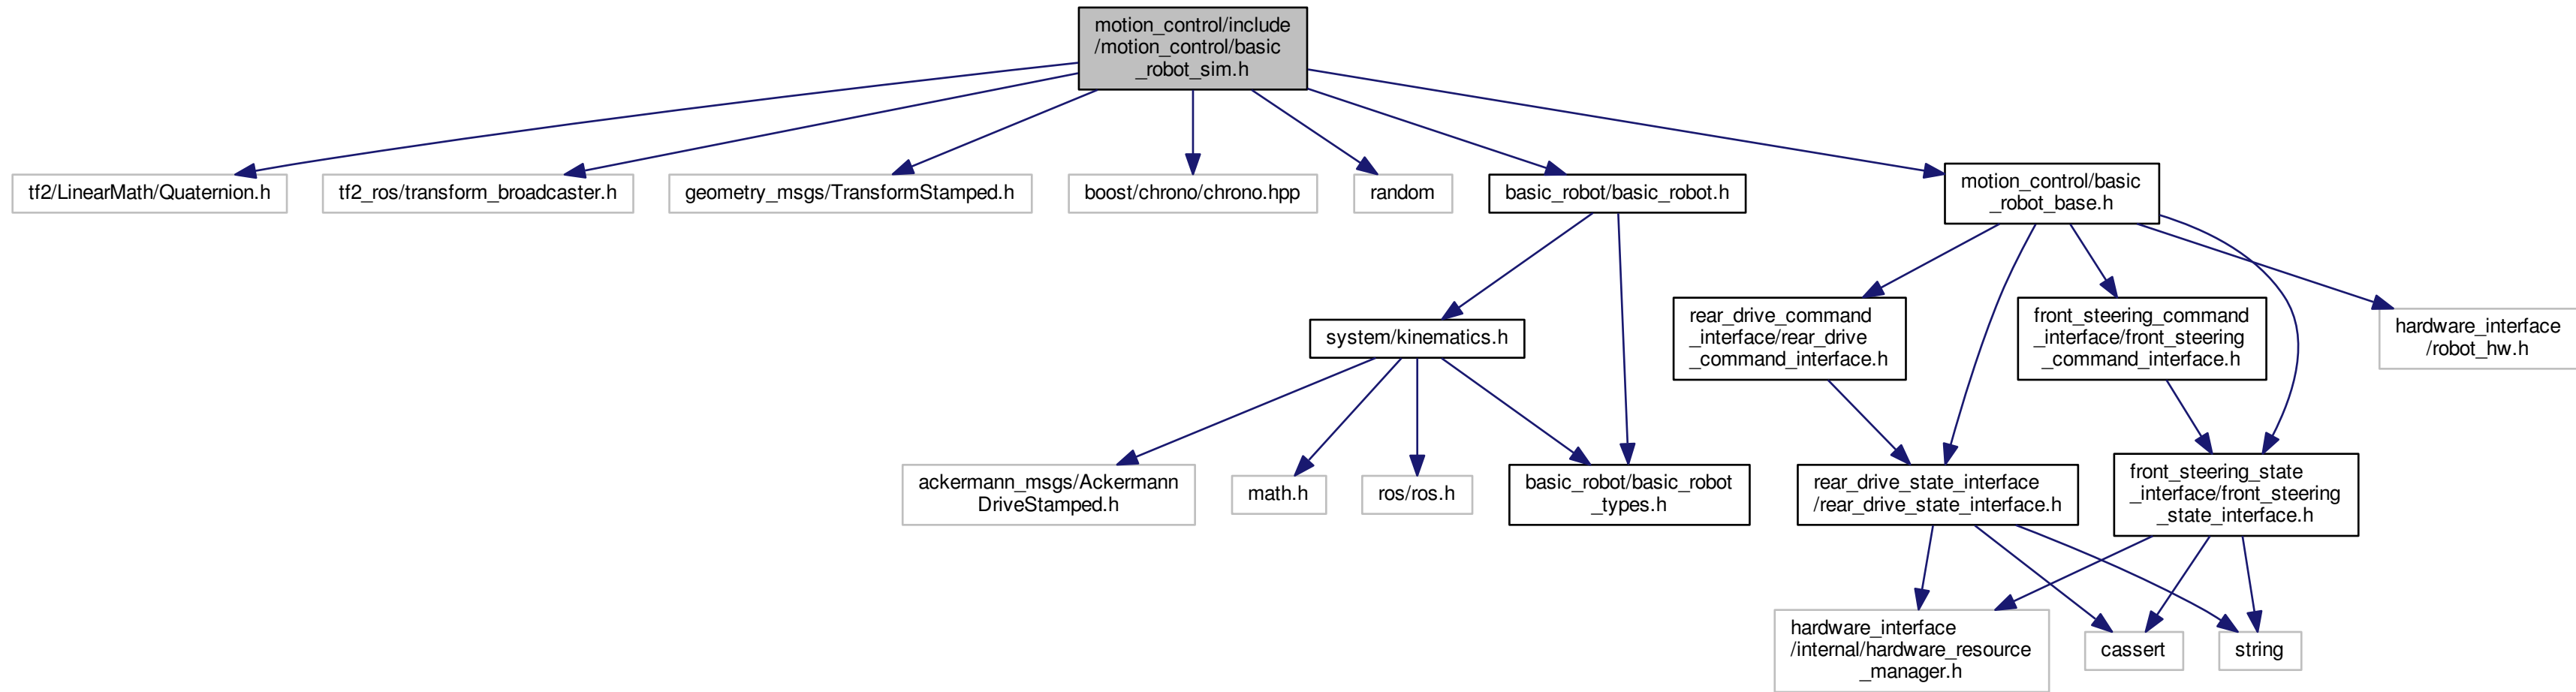 motion_control/include
/motion_control/basic
_robot_sim.h
tf2/LinearMath/Quaternion.h
tf2_ros/transform_broadcaster.h
geometry_msgs/TransformStamped.h
boost/chrono/chrono.hpp
random
basic_robot/basic_robot.h
motion_control/basic
_robot_base.h
system/kinematics.h
rear_drive_command
_interface/rear_drive
_command_interface.h
front_steering_command
_interface/front_steering
_command_interface.h
hardware_interface
/robot_hw.h
ackermann_msgs/Ackermann
DriveStamped.h
math.h
ros/ros.h
basic_robot/basic_robot
_types.h
rear_drive_state_interface
/rear_drive_state_interface.h
front_steering_state
_interface/front_steering
_state_interface.h
hardware_interface
/internal/hardware_resource
_manager.h
cassert
string